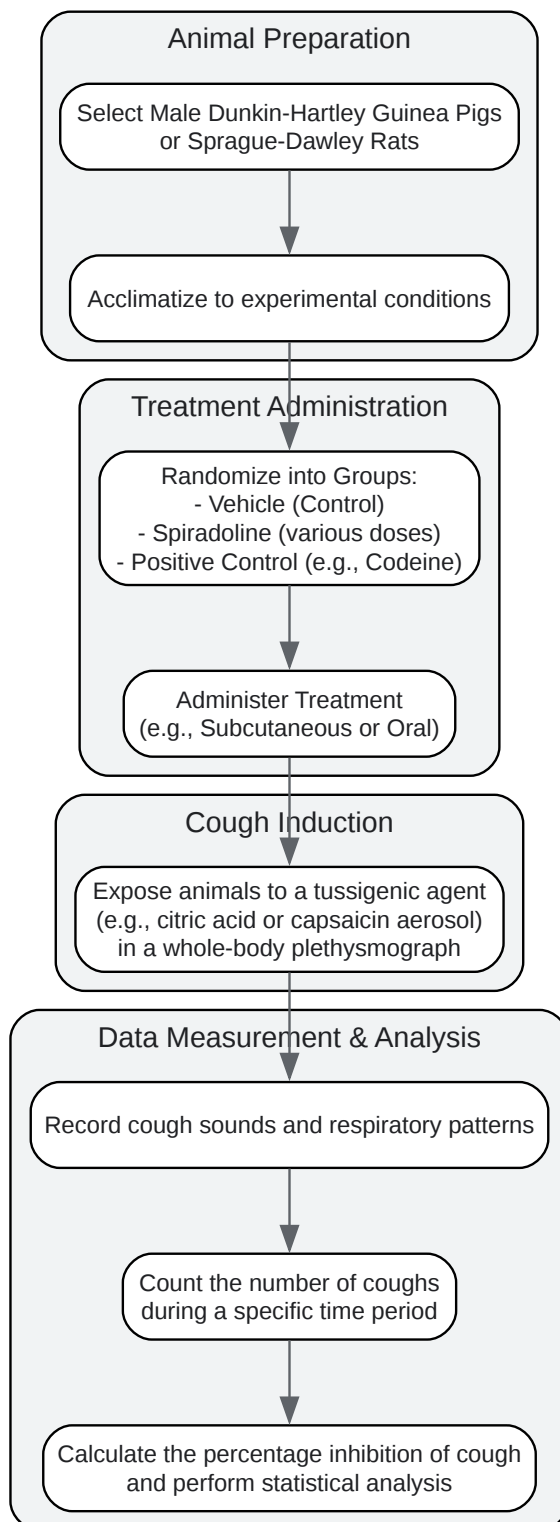 Animal Preparation
Select Male Dunkin-Hartley Guinea Pigs
or Sprague-Dawley Rats
Acclimatize to experimental conditions
Treatment Administration
Randomize into Groups:
- Vehicle (Control)
- Spiradoline (various doses)
- Positive Control (e.g., Codeine)
Administer Treatment
(e.g., Subcutaneous or Oral)
Cough Induction
Expose animals to a tussigenic agent
(e.g., citric acid or capsaicin aerosol)
in a whole-body plethysmograph
Data Measurement & Analysis
Record cough sounds and respiratory patterns
Count the number of coughs
during a specific time period
Calculate the percentage inhibition of cough
and perform statistical analysis